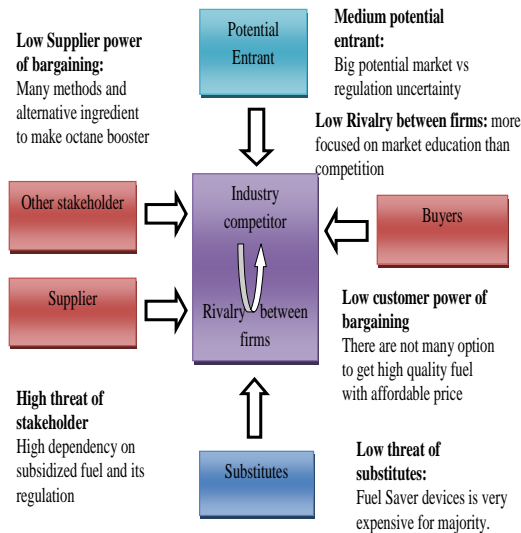 Low Supplier power
of bargaining:
Many methods and
alternative ingredient
to make octane booster
Potential
Entrant
Medium potential
entrant:
Big potential market vs
regulation uncertainty
Low Rivalry between firms: more
focused on market education than
competition
Other stakeholder
Industry
competitor
Buyers
Supplier
Rivalry between
firms
Low customer power of
bargaining
There are not many option
to get high quality fuel
with affordable price
High threat of
stakeholder
High dependency on
subsidized fuel and its
regulation
Substitutes
Low threat of
substitutes:
Fuel Saver devices is very
expensive for majority.